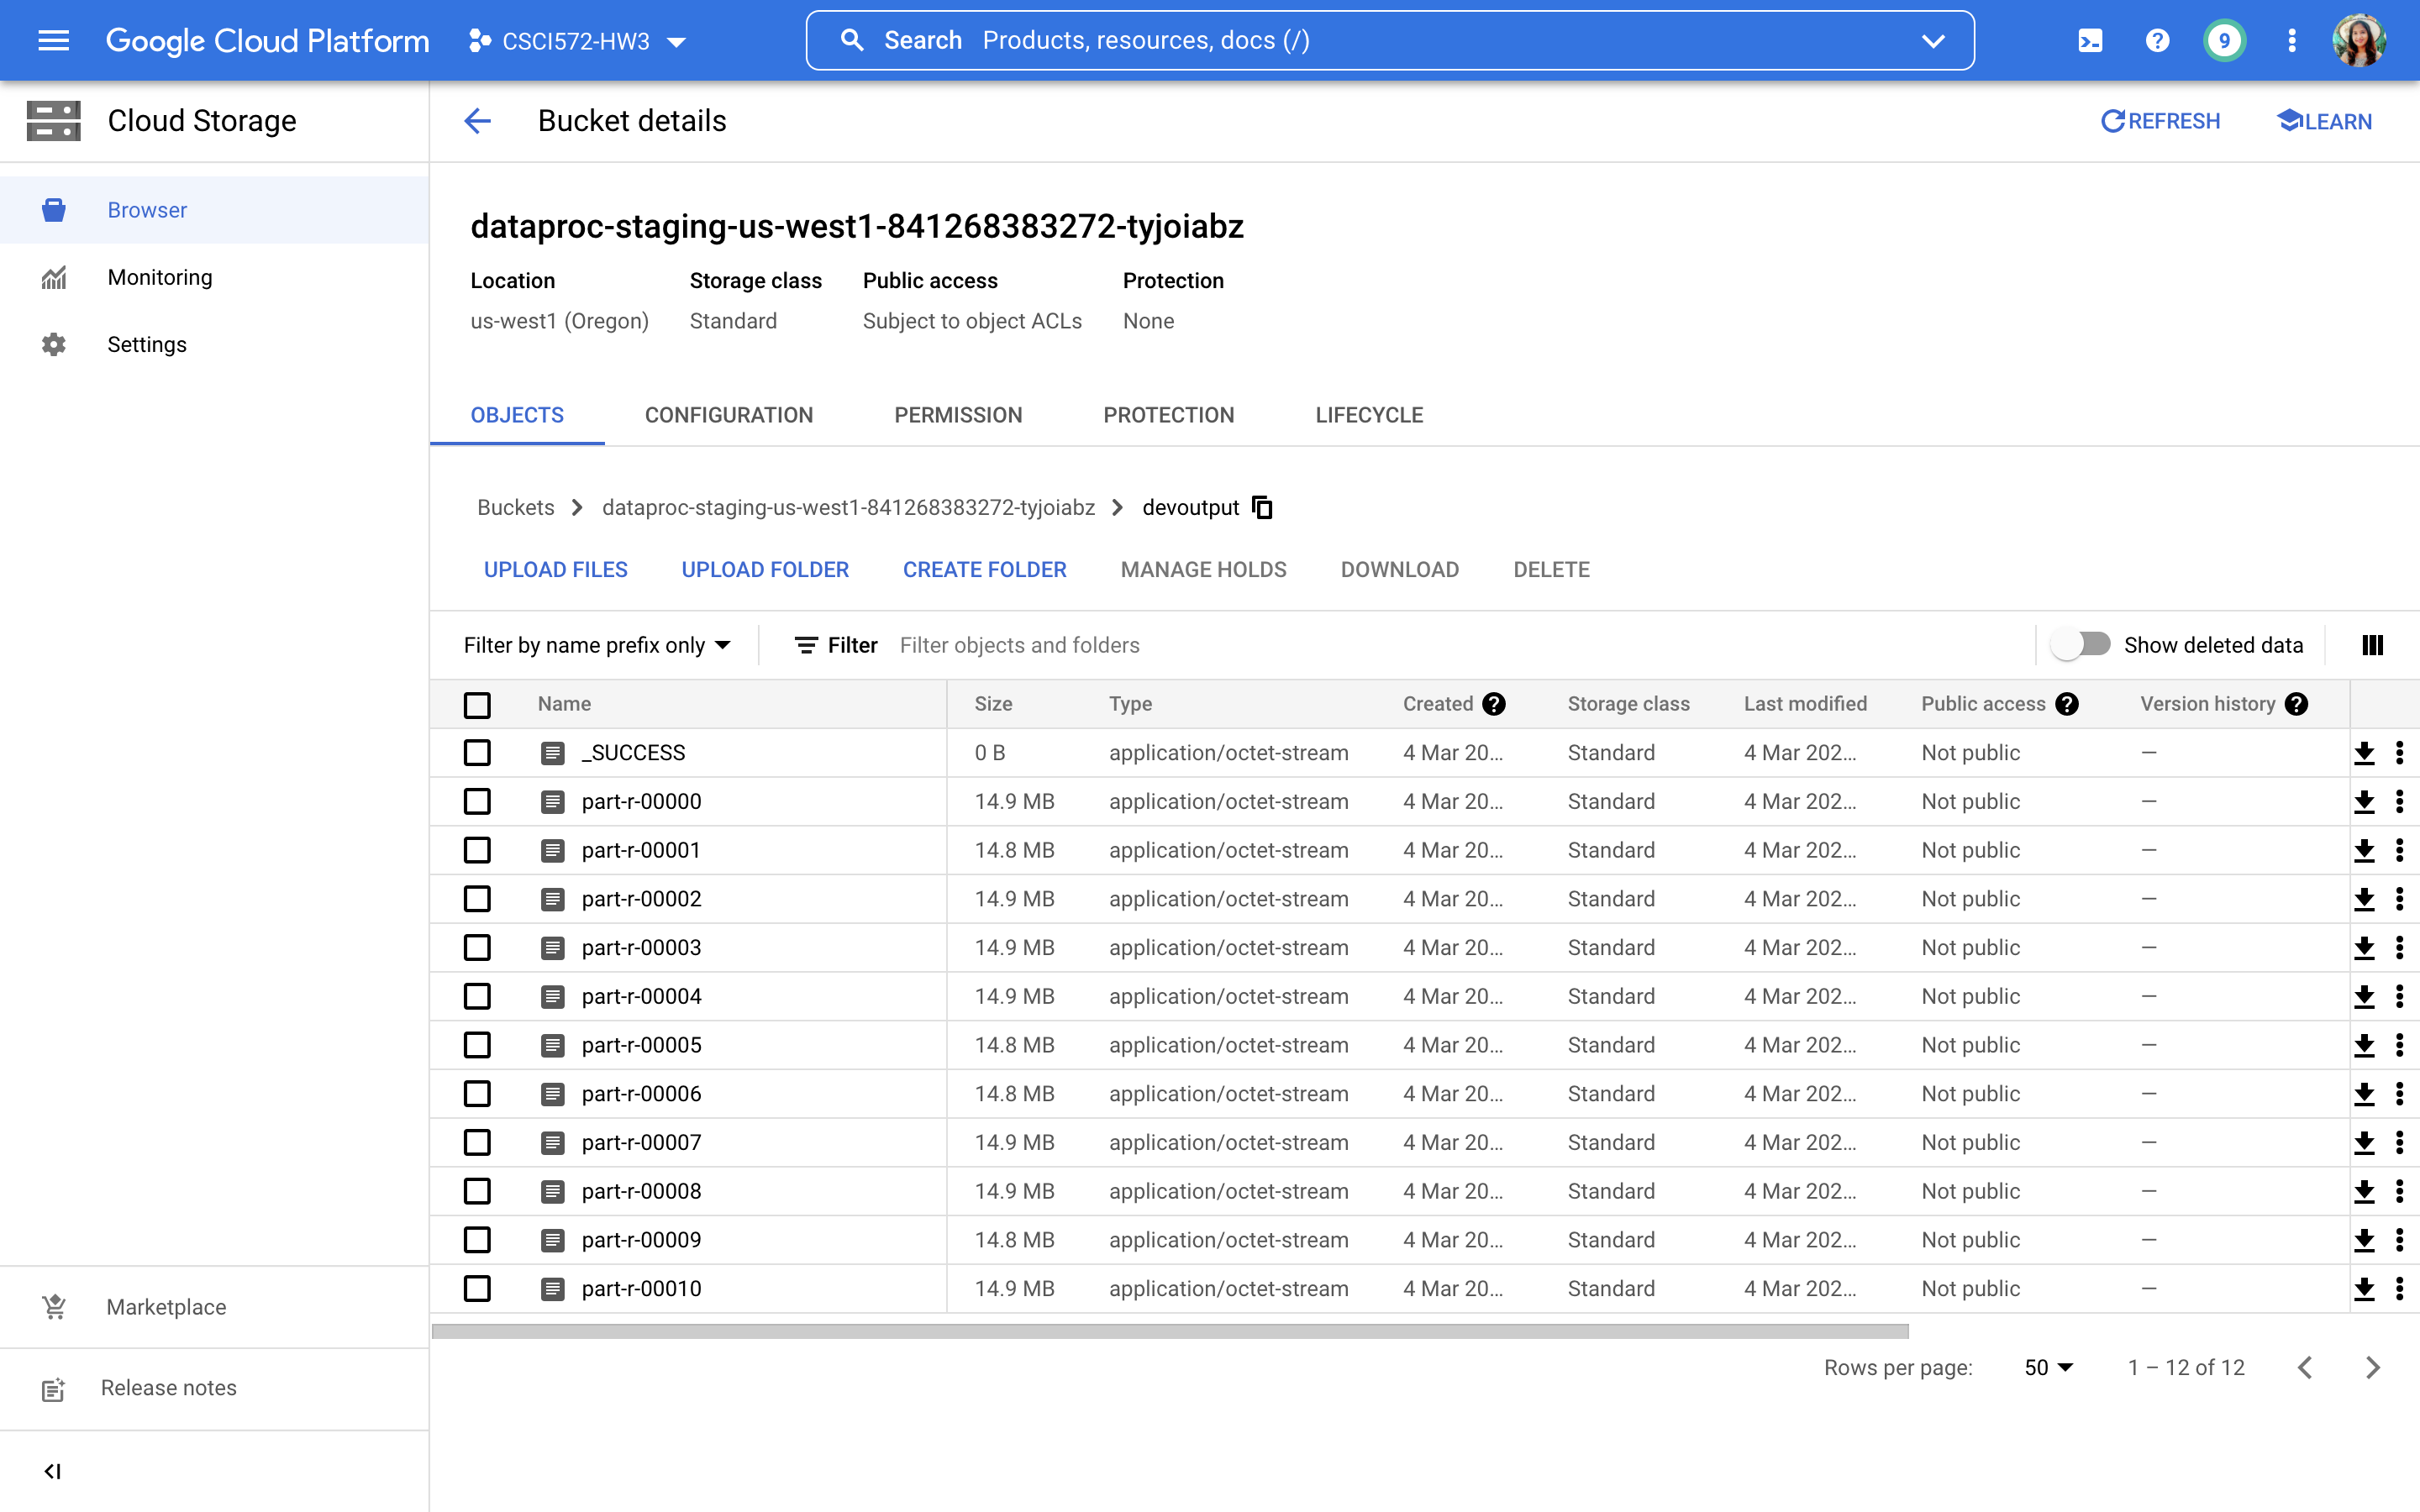 Google Cloud Platform CSCI572-HW3 Search Products, resources, docs (/) 9
Cloud Storage
Bucket details
REFRESH LEARN
Browser
Monitoring
Settings
Marketplace
Release notes
dataproc-staging-us-west1-841268383272-tyjoiabz
Location Storage class Public access Protection
us-west1 (Oregon) Standard Subject to object ACLs None
OBJECTS CONFIGURATION PERMISSION PROTECTION LIFECYCLE
Buckets dataproc-staging-us-west1-841268383272-tyjoiabz devoutput
UPLOAD FILES UPLOAD FOLDER CREATE FOLDER MANAGE HOLDS DOWNLOAD DELETE
Filter by name prefix only Filter Filter objects and folders Show deleted data
Name Size Type Created Storage class Last modified Public access Version history
_SUCCESS 0 B application/octet-stream 4 Mar 20... Standard 4 Mar 202... Not public —
part-r-00000 14.9 MB application/octet-stream 4 Mar 20... Standard 4 Mar 202... Not public —
part-r-00001 14.8 MB application/octet-stream 4 Mar 20... Standard 4 Mar 202... Not public —
part-r-00002 14.9 MB application/octet-stream 4 Mar 20... Standard 4 Mar 202... Not public —
part-r-00003 14.9 MB application/octet-stream 4 Mar 20... Standard 4 Mar 202... Not public —
part-r-00004 14.9 MB application/octet-stream 4 Mar 20... Standard 4 Mar 202... Not public —
part-r-00005 14.8 MB application/octet-stream 4 Mar 20... Standard 4 Mar 202... Not public —
part-r-00006 14.8 MB application/octet-stream 4 Mar 20... Standard 4 Mar 202... Not public —
part-r-00007 14.9 MB application/octet-stream 4 Mar 20... Standard 4 Mar 202... Not public —
part-r-00008 14.9 MB application/octet-stream 4 Mar 20... Standard 4 Mar 202... Not public —
part-r-00009 14.8 MB application/octet-stream 4 Mar 20... Standard 4 Mar 202... Not public —
part-r-00010 14.9 MB application/octet-stream 4 Mar 20... Standard 4 Mar 202... Not public —
Rows per page: 50 1 – 12 of 12